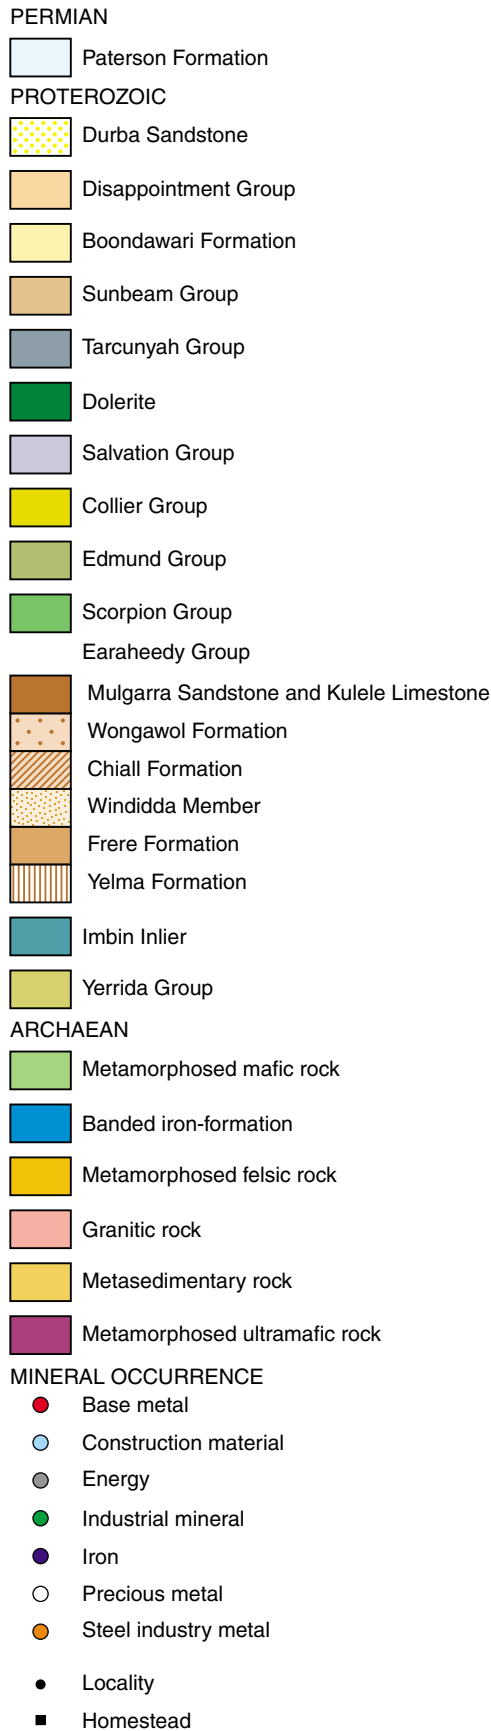 PERMIAN
Paterson Formation
PROTEROZOIC
Durba Sandstone
Disappointment Group
Boondawari Formation
Sunbeam Group
Tarcunyah Group
Dolerite
Salvation Group
Collier Group
Edmund Group
Scorpion Group
Earaheedy Group
Mulgarra Sandstone and Kulele Limestone
Wongawol Formation
Chiall Formation
Windidda Member
Frere Formation
Yelma Formation
Imbin Inlier
Yerrida Group
ARCHAEAN
Metamorphosed mafic rock
Banded iron-formation
Metamorphosed felsic rock
Granitic rock
Metasedimentary rock
Metamorphosed ultramafic rock
MINERAL OCCURRENCE
Base metal
Construction material
Energy
Industrial mineral
Iron
Precious metal
Steel industry metal
Locality
Homestead